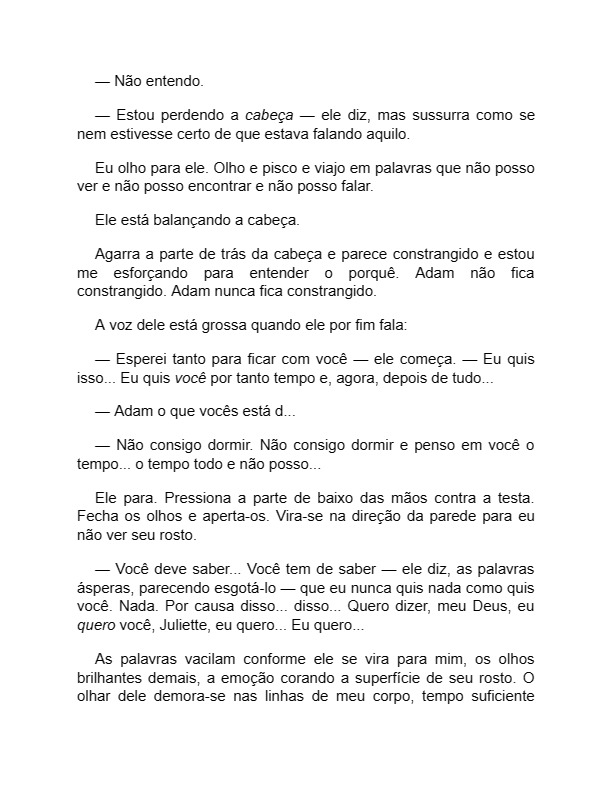 — Não entendo.
— Estou perdendo a cabeça — ele diz, mas sussurra como se
nem estivesse certo de que estava falando aquilo.
Eu olho para ele. Olho e pisco e viajo em palavras que não posso
ver e não posso encontrar e não posso falar.
Ele está balançando a cabeça.
Agarra a parte de trás da cabeça e parece constrangido e estou
me esforçando para entender o porquê. Adam não fica
constrangido. Adam nunca fica constrangido.
A voz dele está grossa quando ele por fim fala:
— Esperei tanto para ficar com você — ele começa. — Eu quis
isso... Eu quis você por tanto tempo e, agora, depois de tudo...
— Adam o que vocês está d...
— Não consigo dormir. Não consigo dormir e penso em você o
tempo... o tempo todo e não posso...
Ele para. Pressiona a parte de baixo das mãos contra a testa.
Fecha os olhos e aperta-os. Vira-se na direção da parede para eu
não ver seu rosto.
— Você deve saber... Você tem de saber — ele diz, as palavras
ásperas, parecendo esgotá-lo — que eu nunca quis nada como quis
você. Nada. Por causa disso... disso... Quero dizer, meu Deus, eu
quero você, Juliette, eu quero... Eu quero...
As palavras vacilam conforme ele se vira para mim, os olhos
brilhantes demais, a emoção corando a superfície de seu rosto. O
olhar dele demora-se nas linhas de meu corpo, tempo suficiente